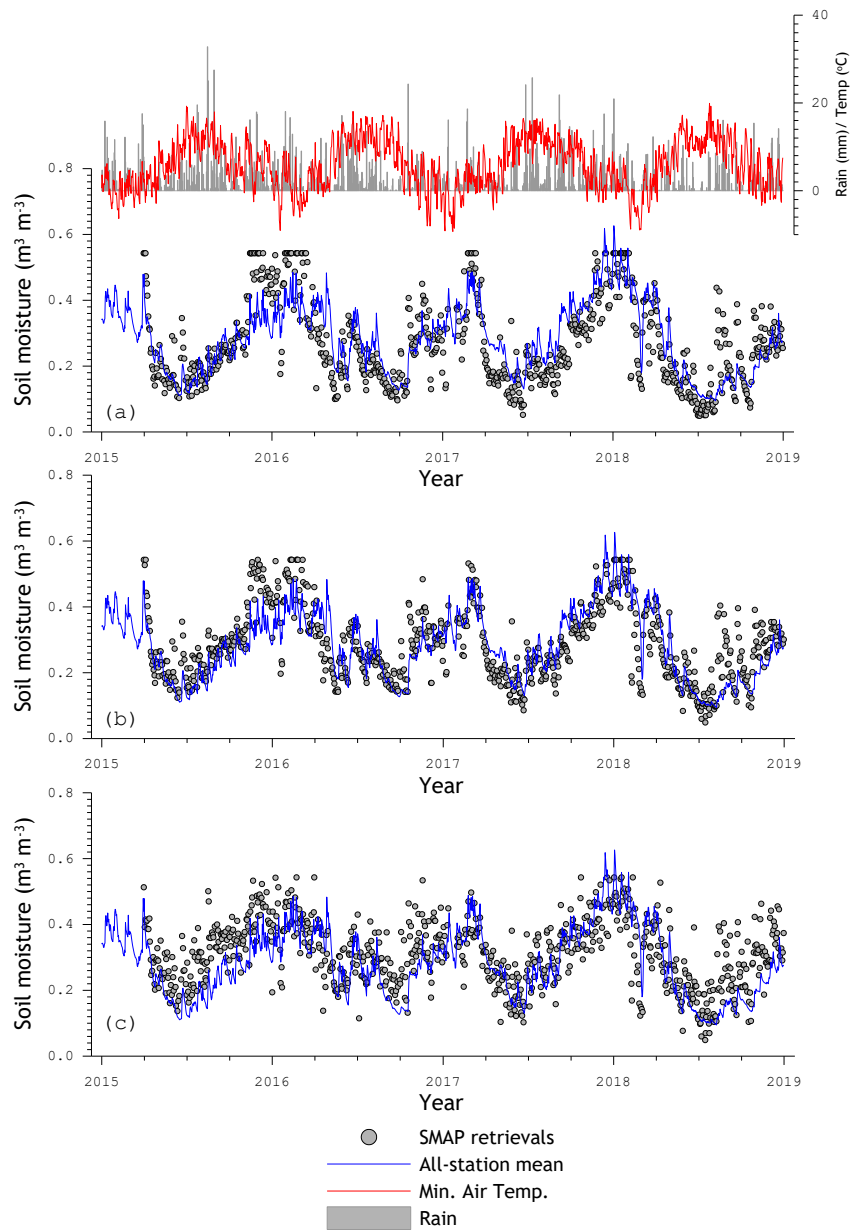 40
20
0
Rain (mm)/ Temp (ºC)
0.8
0.6
0.4
0.2
0.0
Soil moisture (m³ m⁻³)
(a)
2015 2016 2017 2018 2019
Year
0.8
0.6
0.4
0.2
0.0
Soil moisture (m³ m⁻³)
(b)
2015 2016 2017 2018 2019
Year
0.8
0.6
0.4
0.2
0.0
Soil moisture (m³ m⁻³)
(c)
2015 2016 2017 2018 2019
Year
SMAP retrievals
All-station mean
Min. Air Temp.
Rain